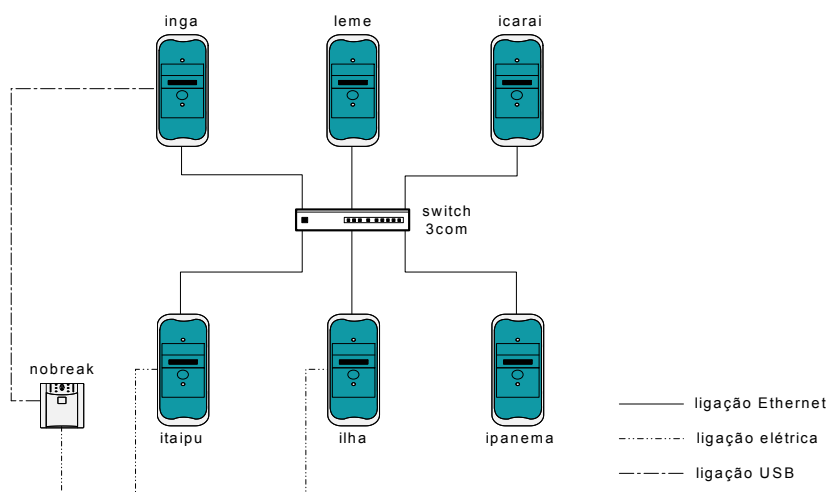 inga
leme
icarai
switch
3com
nobreak
itaipu
ilha
ipanema
ligação Ethernet
ligação elétrica
ligação USB